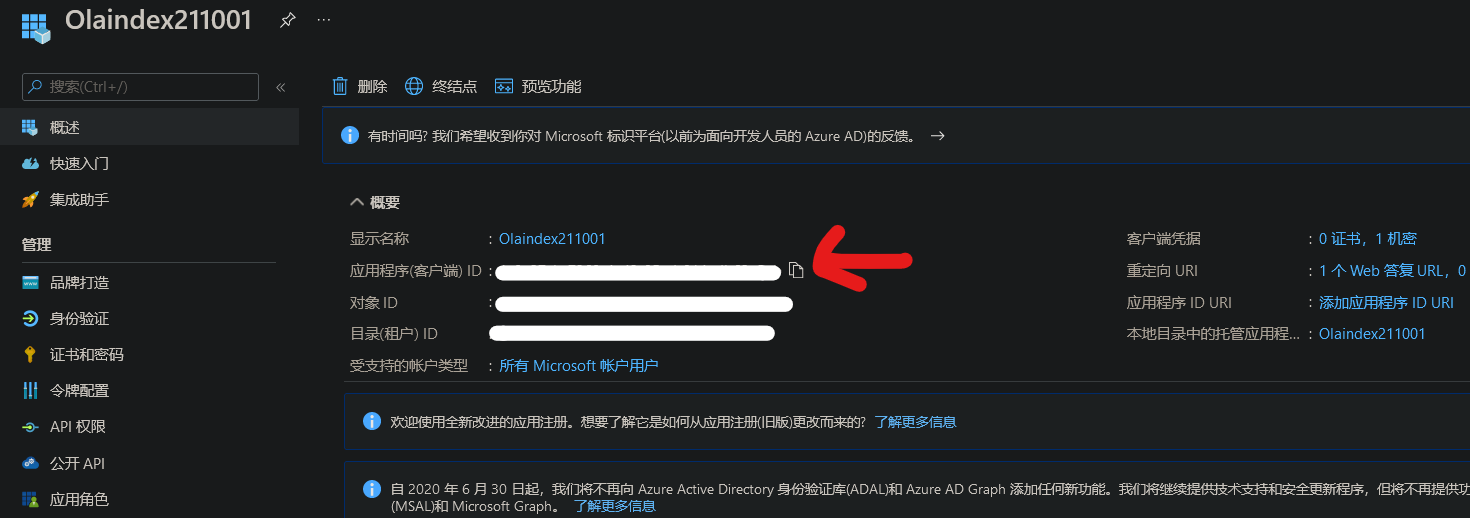 Olaindex211001
搜索(Ctrl+/)
概述
快速入门
集成助手
管理
品牌打造
身份验证
证书和密码
令牌配置
API 权限
公开 API
应用角色
删除 终结点 预览功能
有时间吗? 我们希望收到你对 Microsoft 标识平台(以前为面向开发人员的 Azure AD)的反馈。 →
概要
显示名称 : Olaindex211001
应用程序(客户端) ID :
对象 ID :
目录(租户) ID
受支持的帐户类型 : 所有 Microsoft 帐户用户
客户端凭据 : 0 证书，1 机密
重定向 URI : 1 个 Web 答复 URL，0
应用程序 ID URI : 添加应用程序 ID URI
本地目录中的托管应用程... : Olaindex211001
欢迎使用全新改进的应用注册。想要了解它是如何从应用注册(旧版)更改而来的? 了解更多信息
自 2020 年 6 月 30 日起，我们将不再向 Azure Active Directory 身份验证库(ADAL)和 Azure AD Graph 添加任何新功能。我们将继续提供技术支持和安全更新程序，但将不再提供功
(MSAL)和 Microsoft Graph。 了解更多信息